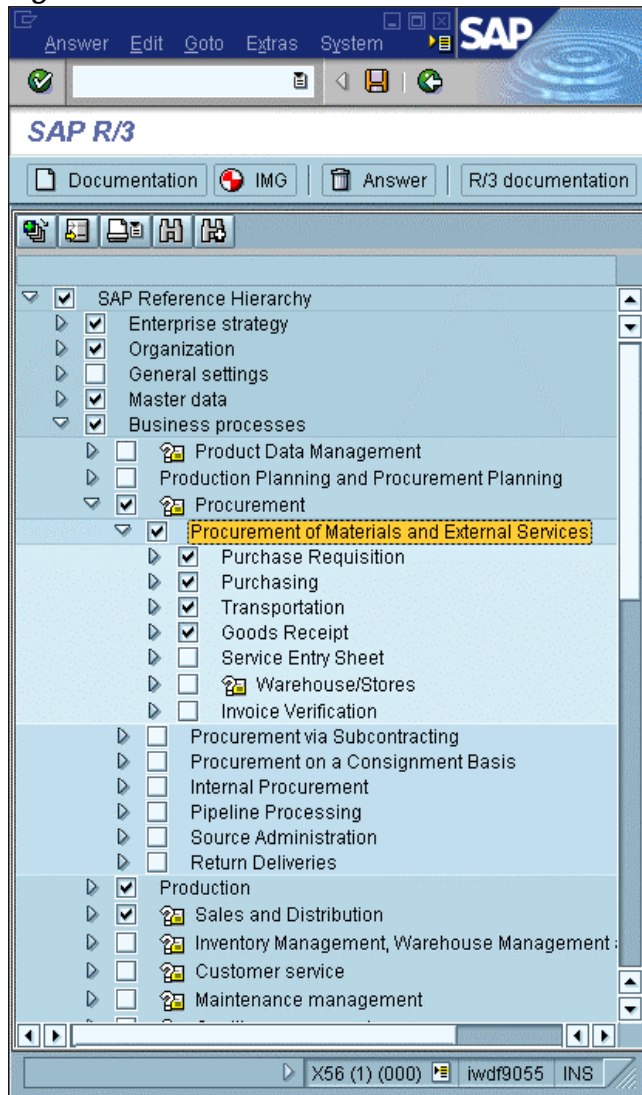 Answer Edit Goto Extras System SAP
SAP R/3
Documentation IMG Answer R/3 documentation
SAP Reference Hierarchy
Enterprise strategy
Organization
General settings
Master data
Business processes
Product Data Management
Production Planning and Procurement Planning
Procurement
Procurement of Materials and External Services
Purchase Requisition
Purchasing
Transportation
Goods Receipt
Service Entry Sheet
Warehouse/Stores
Invoice Verification
Procurement via Subcontracting
Procurement on a Consignment Basis
Internal Procurement
Pipeline Processing
Source Administration
Return Deliveries
Production
Sales and Distribution
Inventory Management, Warehouse Management
Customer service
Maintenance management
X56 (1) (000) iwdf9055 INS